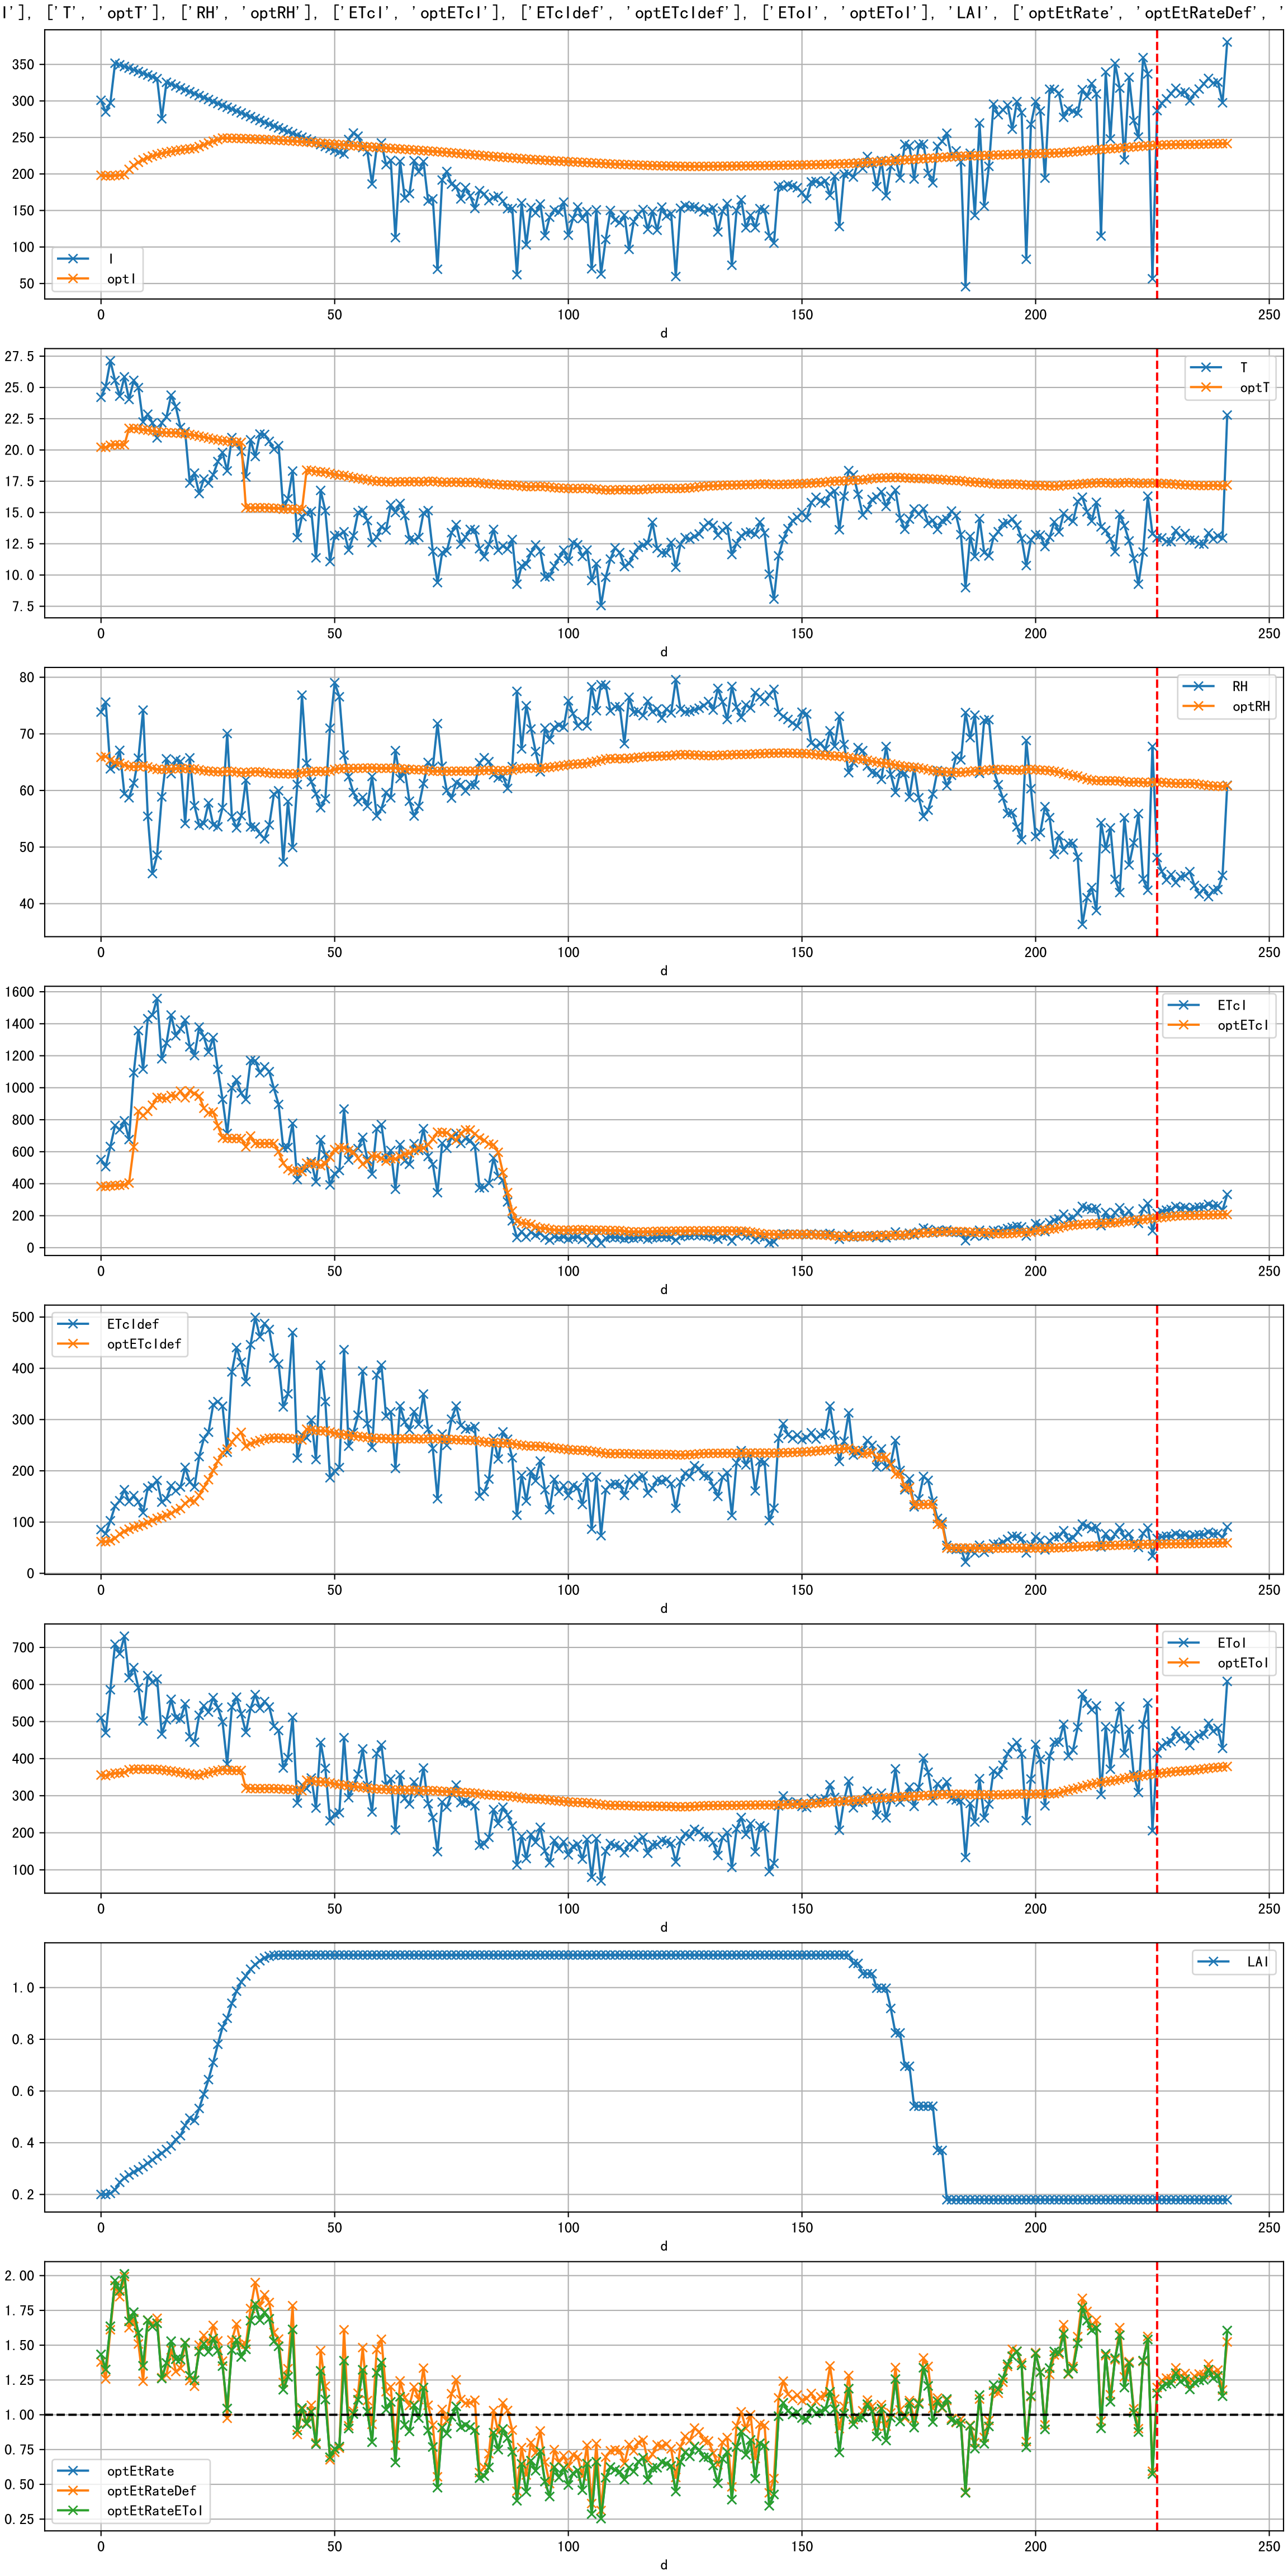 I'], ['T', 'optT'], ['RH', 'optRH'], ['ETcI', 'optETcI'], ['ETcIdef', 'optETcIdef'], ['EToI', 'optEToI'], 'LAI', ['optEtRate', 'optEtRateDef', '
350
300
250
200
150
100
50
I
optI
0 50 100 150 200 250
d
27.5
25.0
22.5
20.0
17.5
15.0
12.5
10.0
7.5
T
optT
0 50 100 150 200 250
d
80
70
60
50
40
RH
optRH
0 50 100 150 200 250
d
1600
1400
1200
1000
800
600
400
200
0
ETcI
optETcI
0 50 100 150 200 250
d
500
400
300
200
100
0
ETcIdef
optETcIdef
0 50 100 150 200 250
d
700
600
500
400
300
200
100
EToI
optEToI
0 50 100 150 200 250
d
1.0
0.8
0.6
0.4
0.2
LAI
0 50 100 150 200 250
d
2.00
1.75
1.50
1.25
1.00
0.75
0.50
0.25
optEtRate
optEtRateDef
optEtRateEToI
0 50 100 150 200 250
d